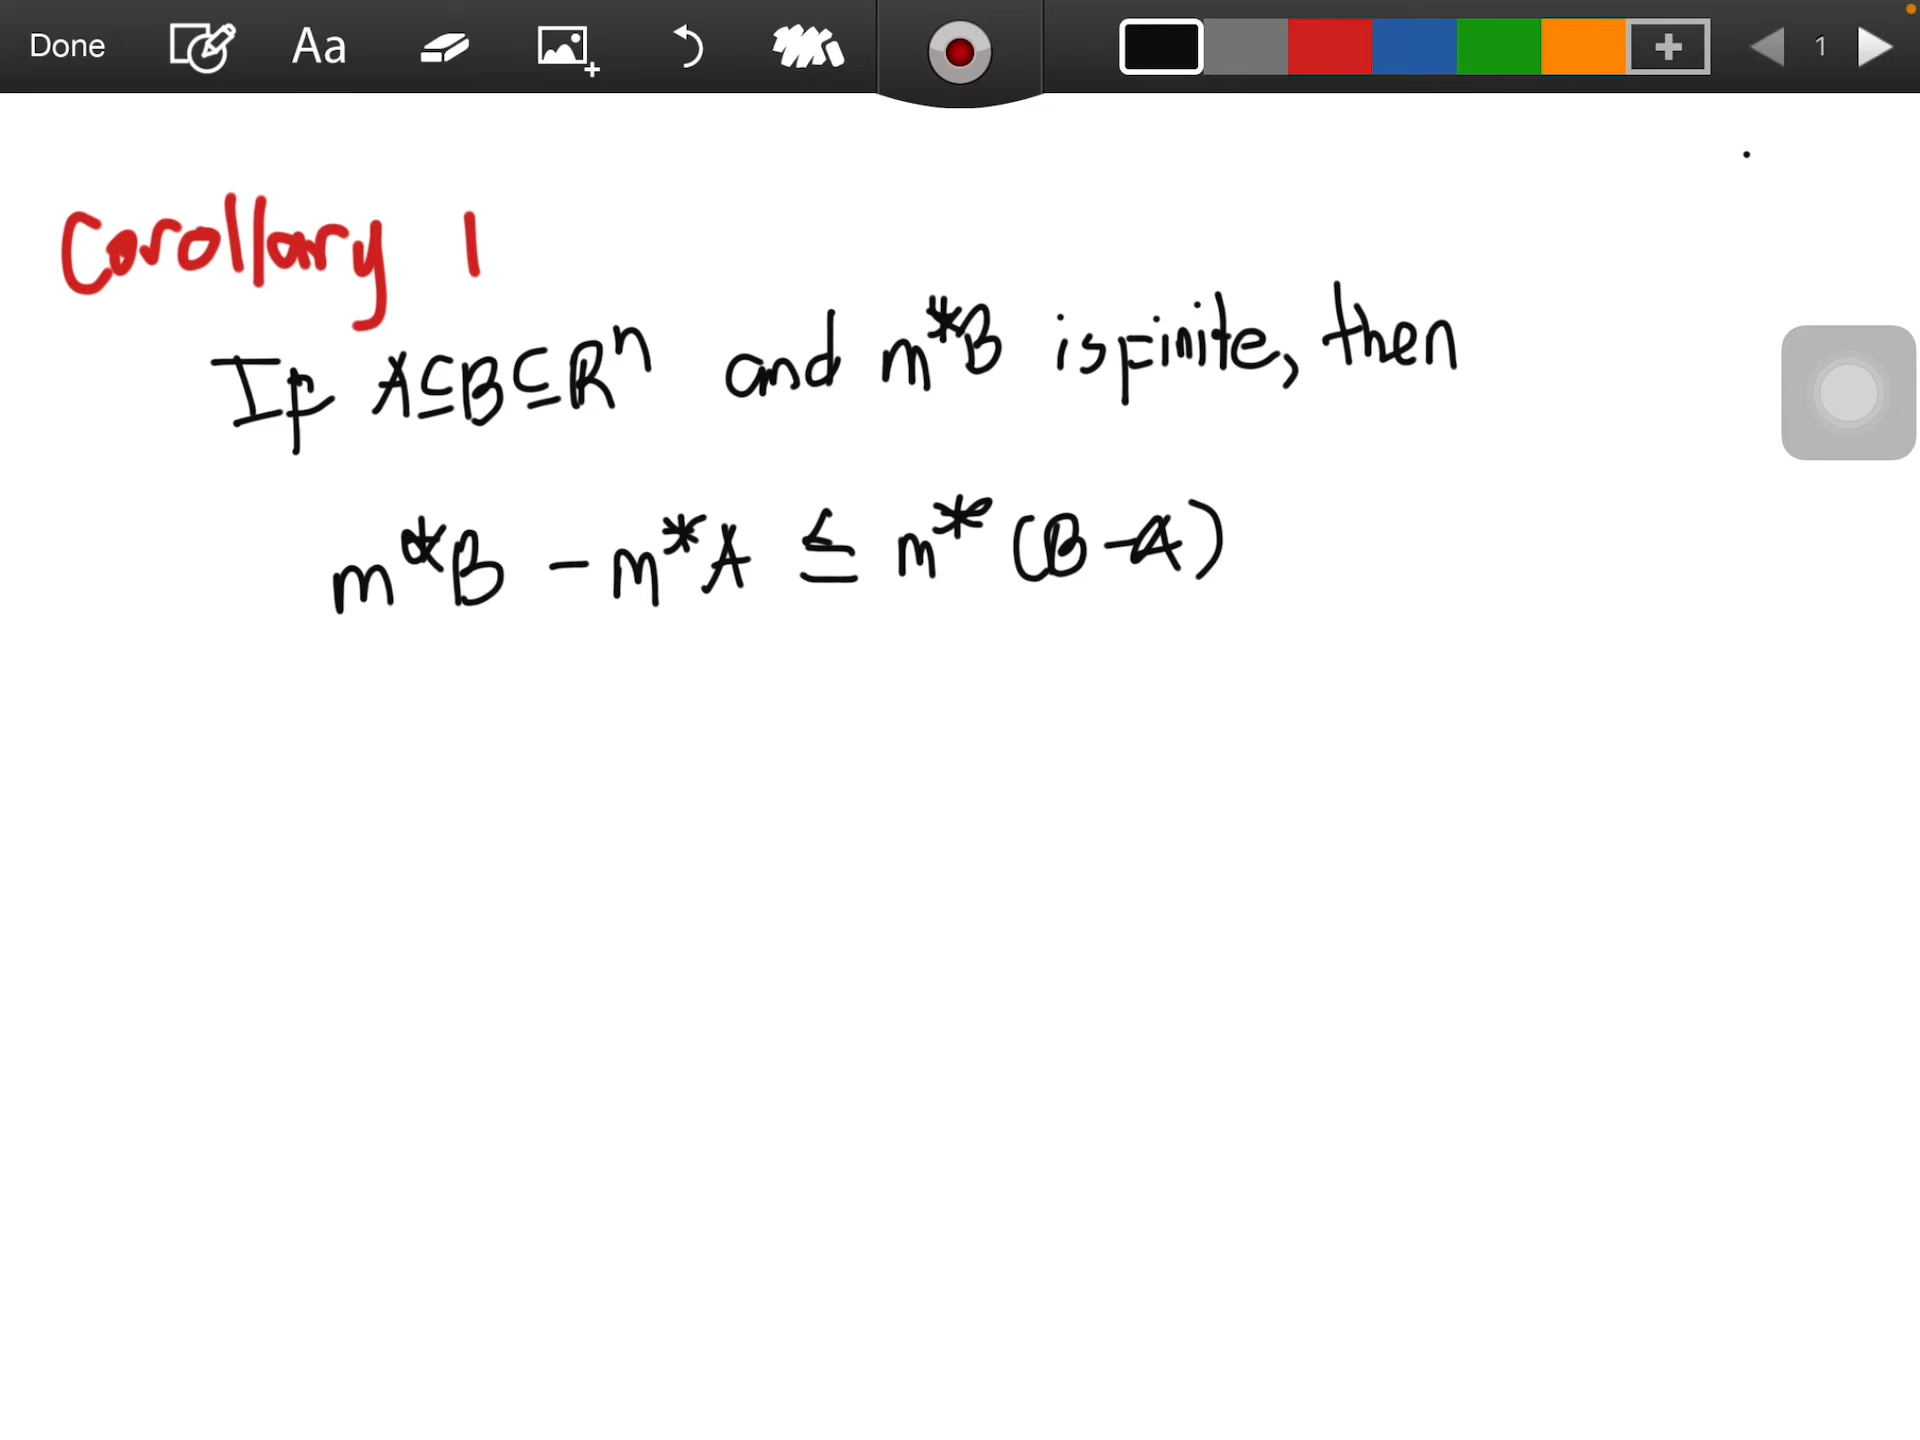 Done Aa 1
Corollary 1
If A⊆B⊆Rⁿ and m*B is finite, then
m*B - m*A ≤ m*(B-A)